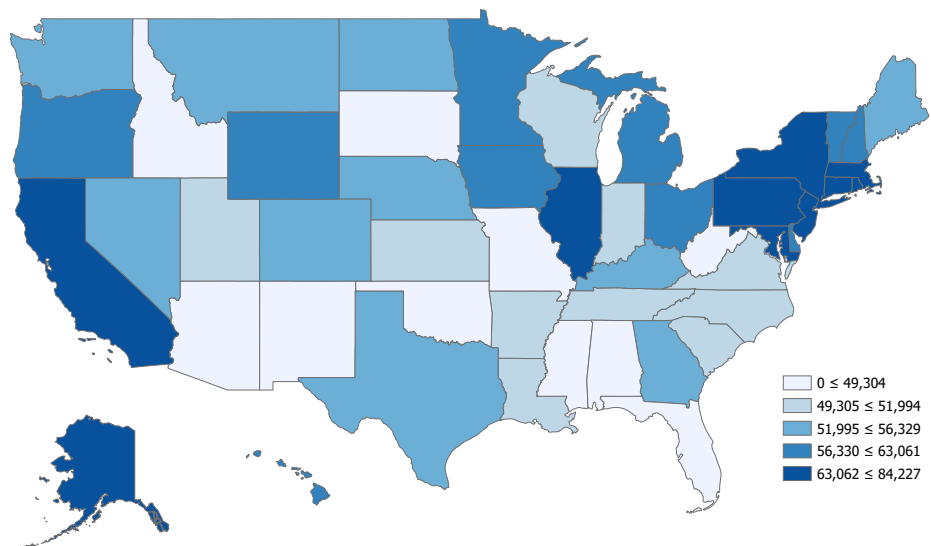 0 ≤ 49,304
49,305 ≤ 51,994
51,995 ≤ 56,329
56,330 ≤ 63,061
63,062 ≤ 84,227